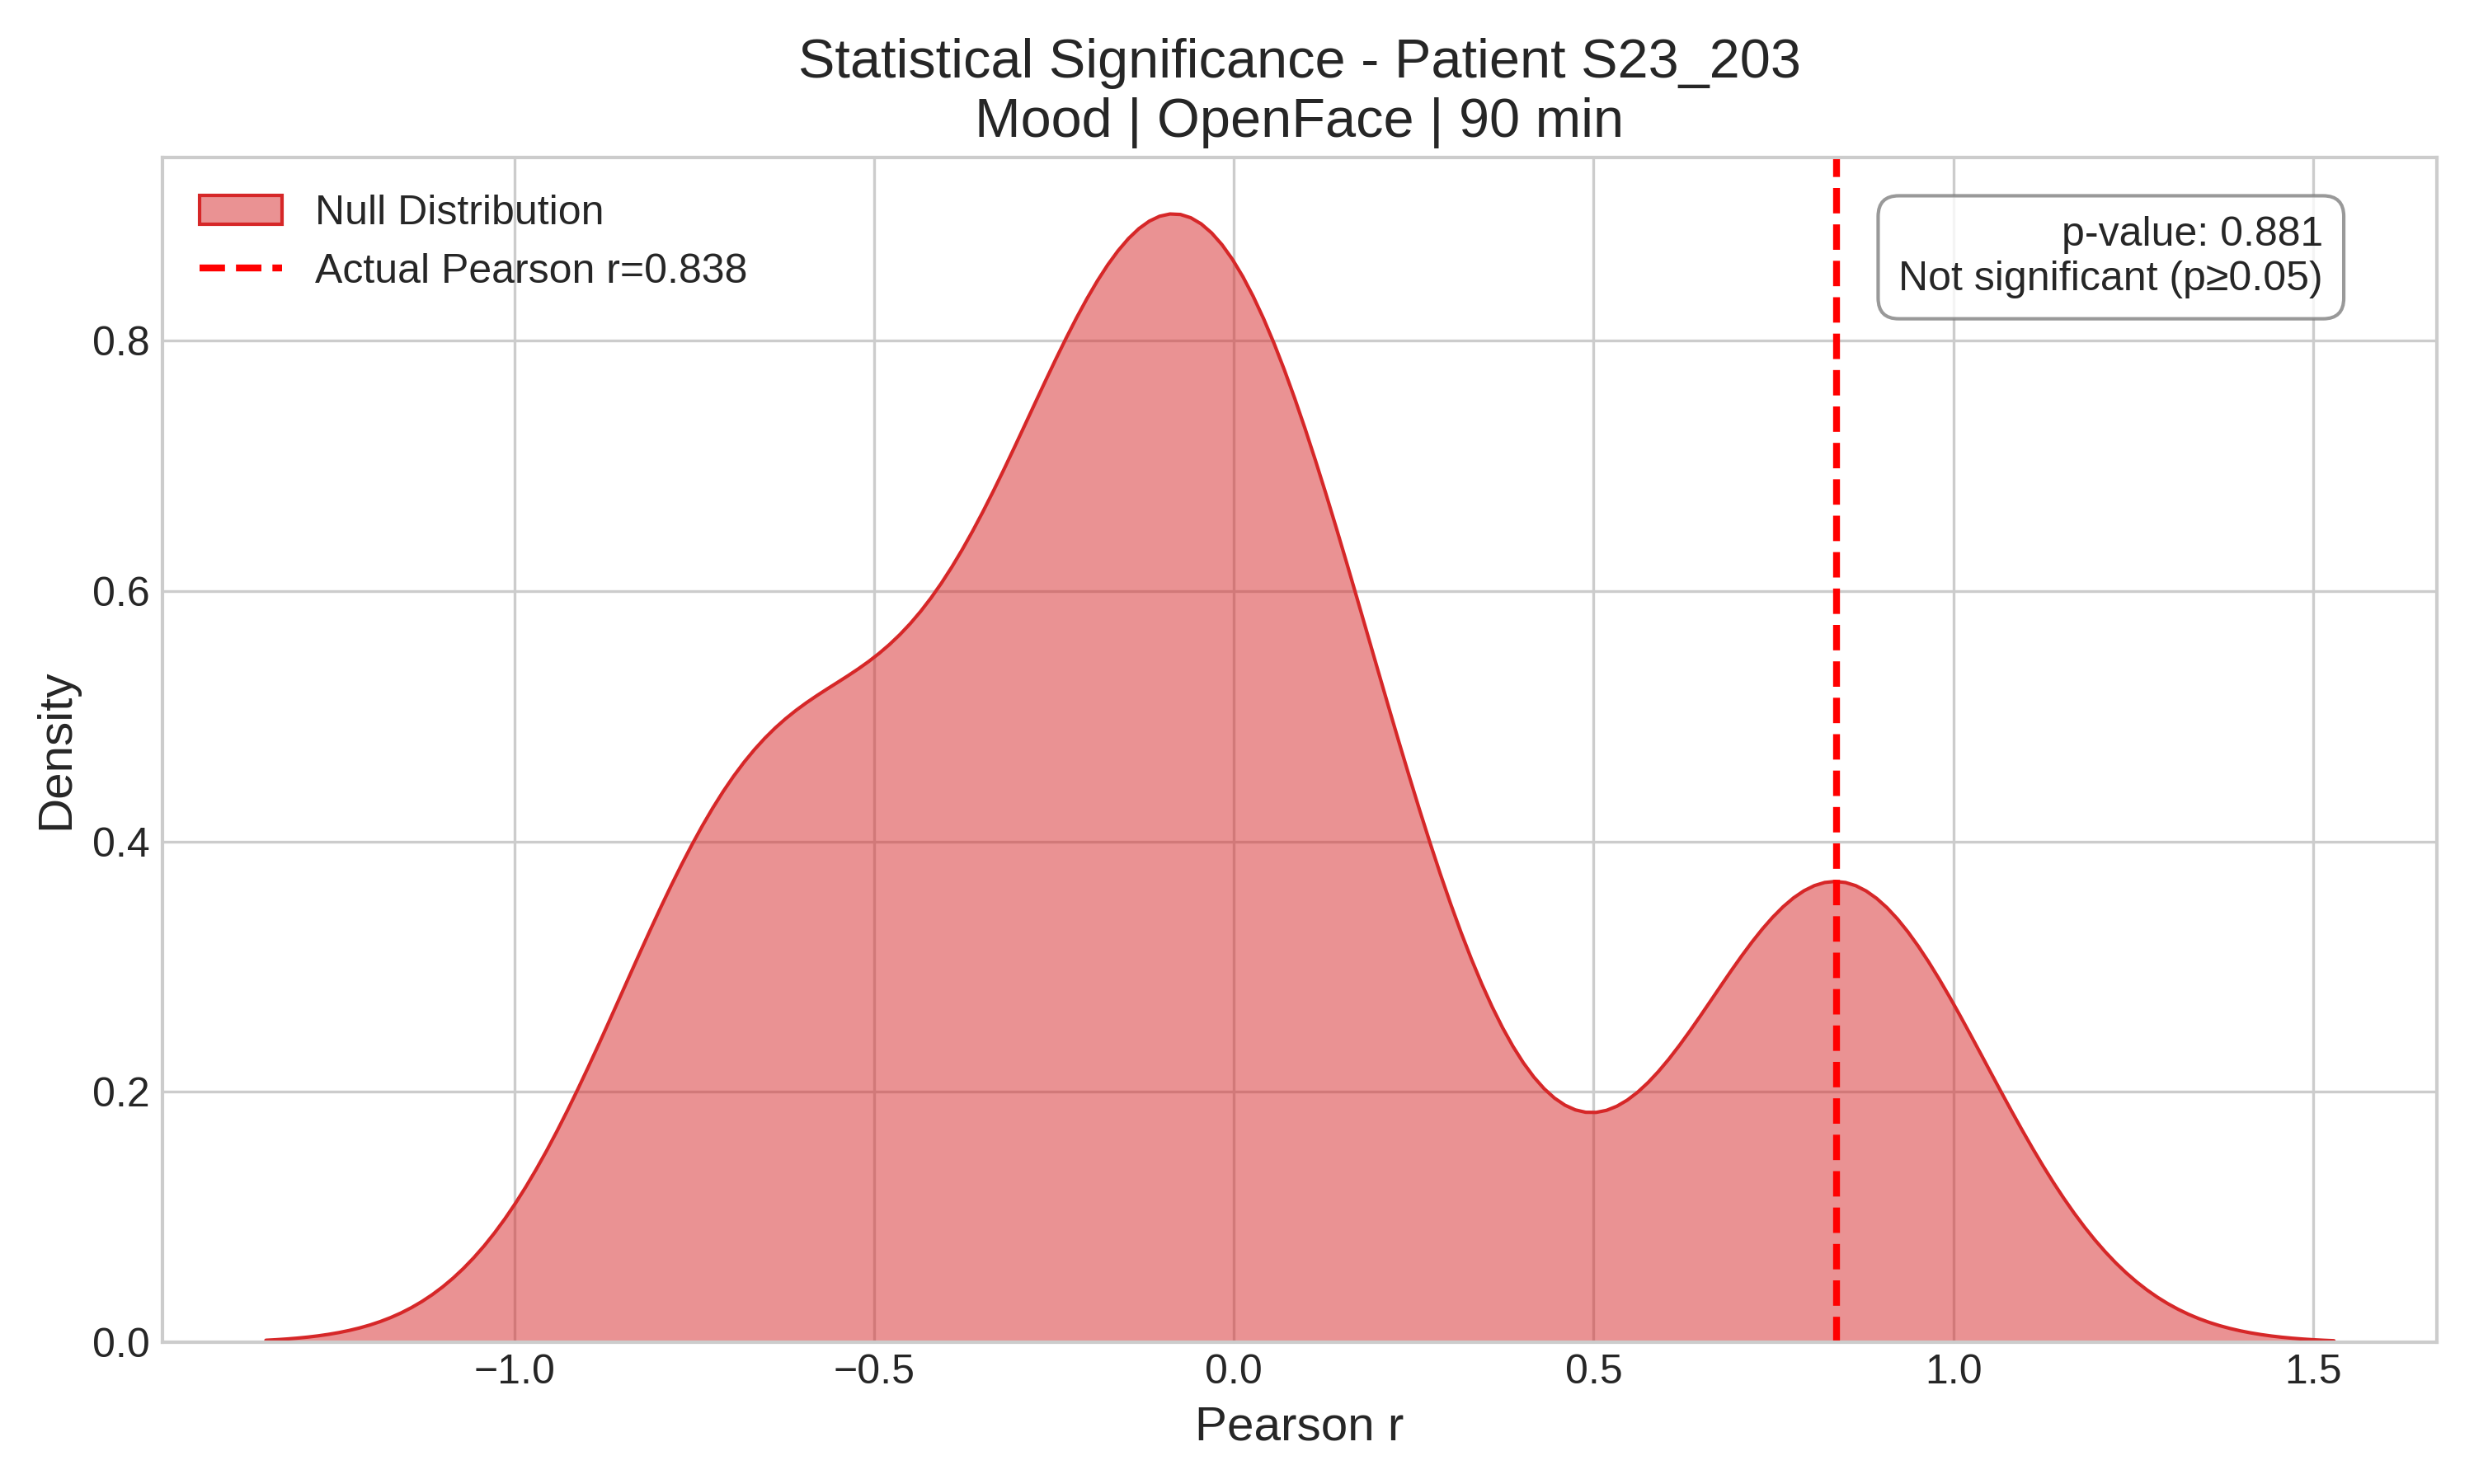 Statistical Significance - Patient S23_203
Mood | OpenFace | 90 min
Null Distribution
Actual Pearson r=0.838
p-value: 0.881
Not significant (p≥0.05)
Density
0.8
0.6
0.4
0.2
0.0
−1.0
−0.5
0.0
0.5
1.0
1.5
Pearson r